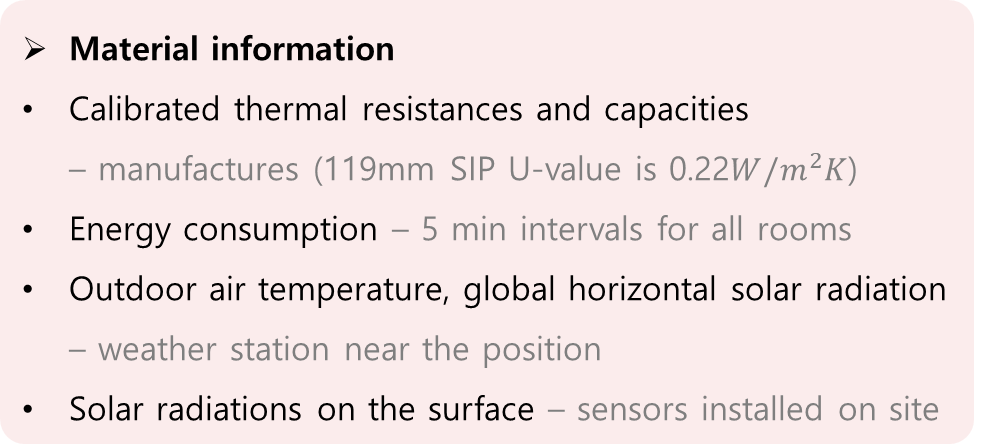 ➢ Material information
• Calibrated thermal resistances and capacities
– manufactures (119mm SIP U-value is 0.22W/m²K)
• Energy consumption – 5 min intervals for all rooms
• Outdoor air temperature, global horizontal solar radiation
– weather station near the position
• Solar radiations on the surface – sensors installed on site